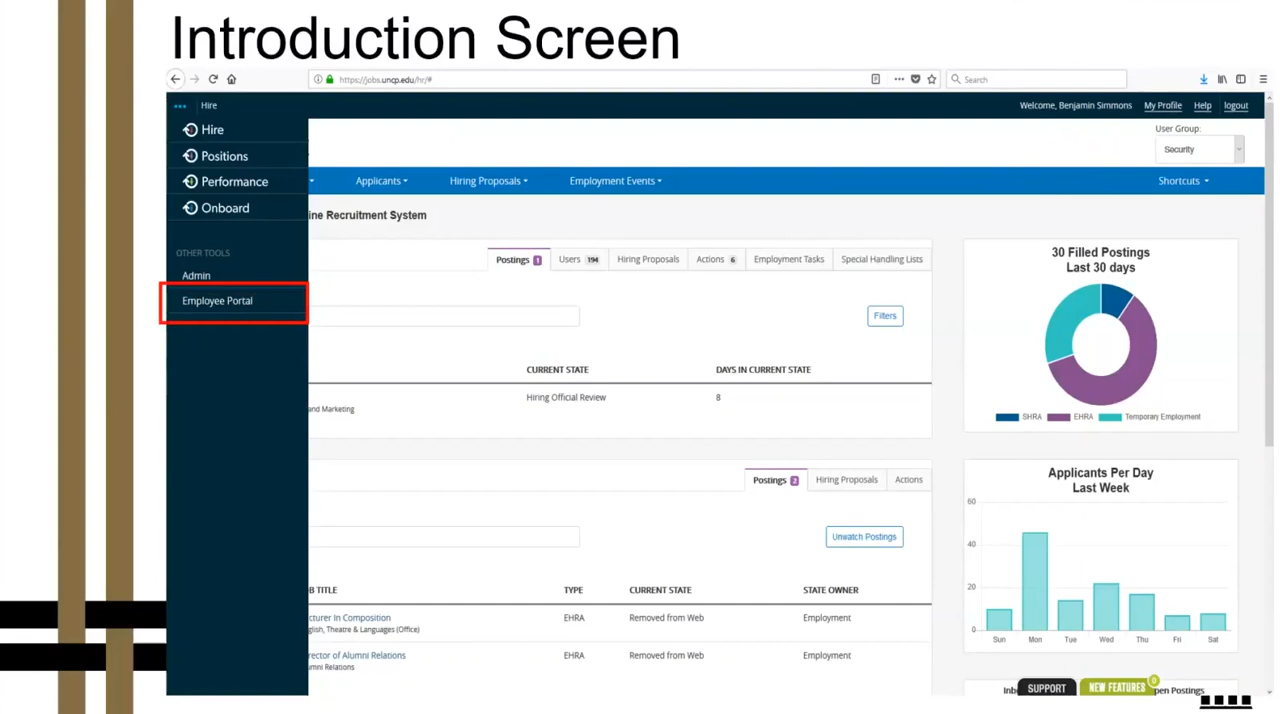 Introduction Screen
https://jobs.uncp.edu/hr/#
Search
Hire
Welcome, Benjamin Simmons
My Profile
Help
logout
Hire
Positions
Performance
Onboard
OTHER TOOLS
Admin
Employee Portal
User Group:
Security
Applicants
Hiring Proposals
Employment Events
Shortcuts
ine Recruitment System
Postings 1
Users 194
Hiring Proposals
Actions 6
Employment Tasks
Special Handling Lists
Filters
CURRENT STATE
DAYS IN CURRENT STATE
Hiring Official Review
8
and Marketing
Postings 2
Hiring Proposals
Actions
Unwatch Postings
B TITLE
TYPE
CURRENT STATE
STATE OWNER
cturer In Composition
EHRA
Removed from Web
Employment
glish, Theatre & Languages (Office)
rector of Alumni Relations
EHRA
Removed from Web
Employment
umni Relations
30 Filled Postings
Last 30 days
SHRA
EHRA
Temporary Employment
Applicants Per Day
Last Week
60
40
20
0
Sun
Mon
Tue
Wed
Thu
Fri
Sat
Inb
SUPPORT
NEW FEATURES
0
pen Postings